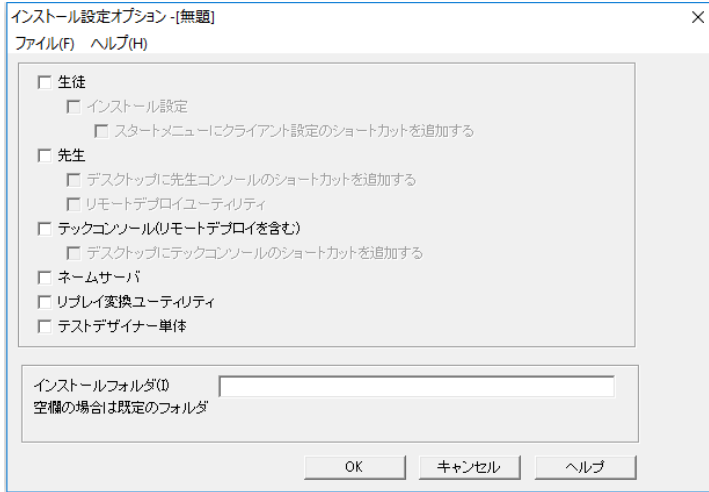 インストール設定オプション -[無題]
ファイル(F) ヘルプ(H)
生徒
インストール設定
スタートメニューにクライアント設定のショートカットを追加する
先生
デスクトップに先生コンソールのショートカットを追加する
リモートデプロイユーティリティ
テックコンソール(リモートデプロイを含む)
デスクトップにテックコンソールのショートカットを追加する
ネームサーバ
リプレイ変換ユーティリティ
テストデザイナー単体
インストールフォルダ(I)
空欄の場合は既定のフォルダ
OK キャンセル ヘルプ